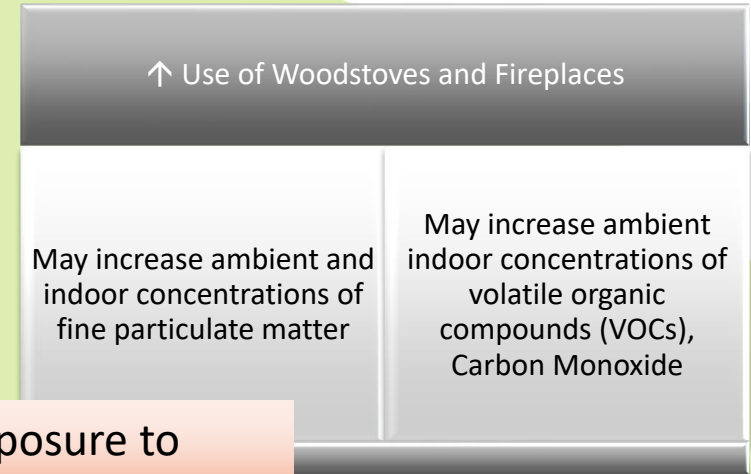 ↑ Use of Woodstoves and Fireplaces
May increase ambient and
indoor concentrations of
fine particulate matter
May increase ambient
indoor concentrations of
volatile organic
compounds (VOCs),
Carbon Monoxide
posure to